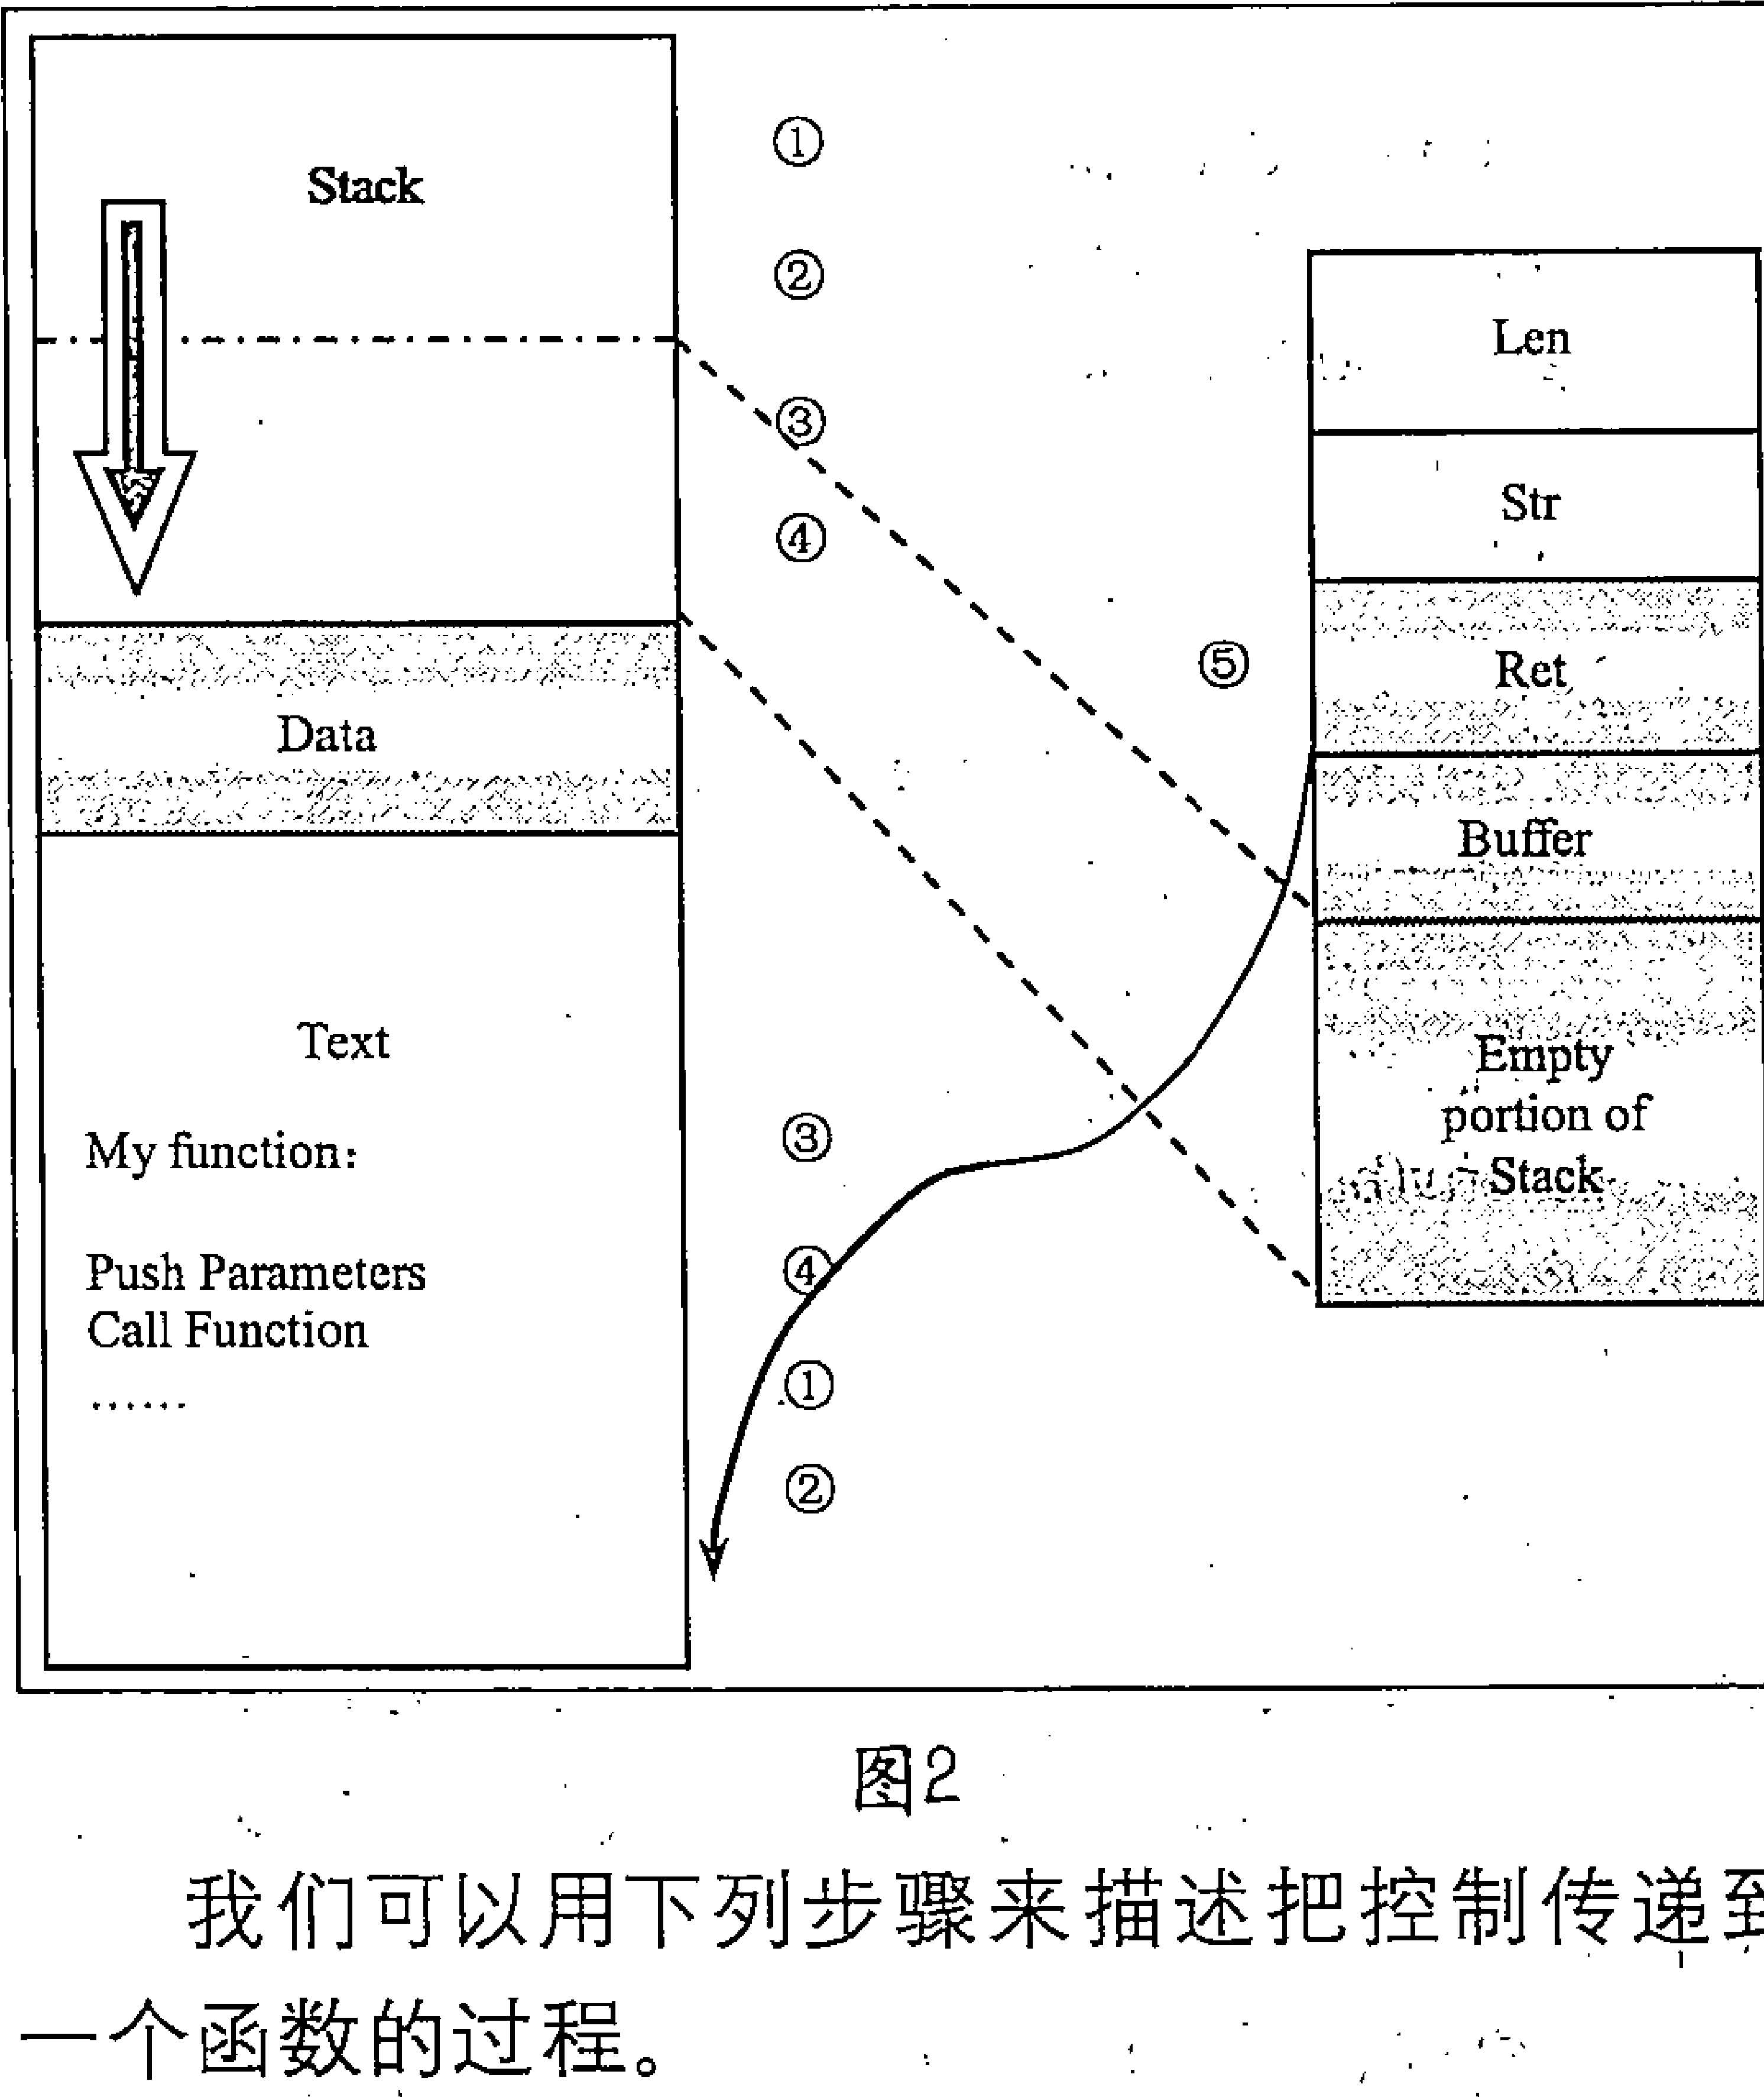 Stack
①
②
③
④
Len
Str
⑤
Ret
Data
Buffer
Text
Empty
portion of
Stack
My function:
③
Push Parameters
④
Call Function
①
......
②
图2
我们可以用下列步骤来描述把控制传递到
一个函数的过程。